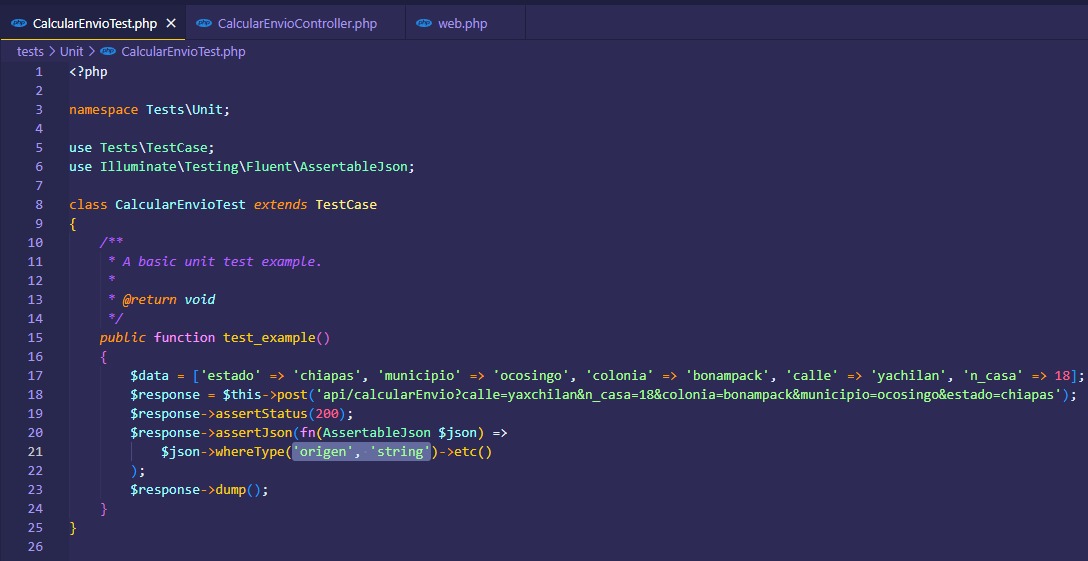 CalcularEnvioTest.php × CalcularEnvioController.php web.php
tests > Unit > CalcularEnvioTest.php
1 <?php
2
3 namespace Tests\Unit;
4
5 use Tests\TestCase;
6 use Illuminate\Testing\Fluent\AssertableJson;
7
8 class CalcularEnvioTest extends TestCase
9 {
10     /**
11      * A basic unit test example.
12      *
13      * @return void
14      */
15     public function test_example()
16     {
17         $data = ['estado' => 'chiapas', 'municipio' => 'ocosingo', 'colonia' => 'bonampack', 'calle' => 'yachilan', 'n_casa' => 18];
18         $response = $this->post('api/calcularEnvio?calle=yaxchilan&n_casa=18&colonia=bonampack&municipio=ocosingo&estado=chiapas');
19         $response->assertStatus(200);
20         $response->assertJson(fn(AssertableJson $json) =>
21             $json->whereType('origen', 'string')->etc()
22         );
23         $response->dump();
24     }
25 }
26